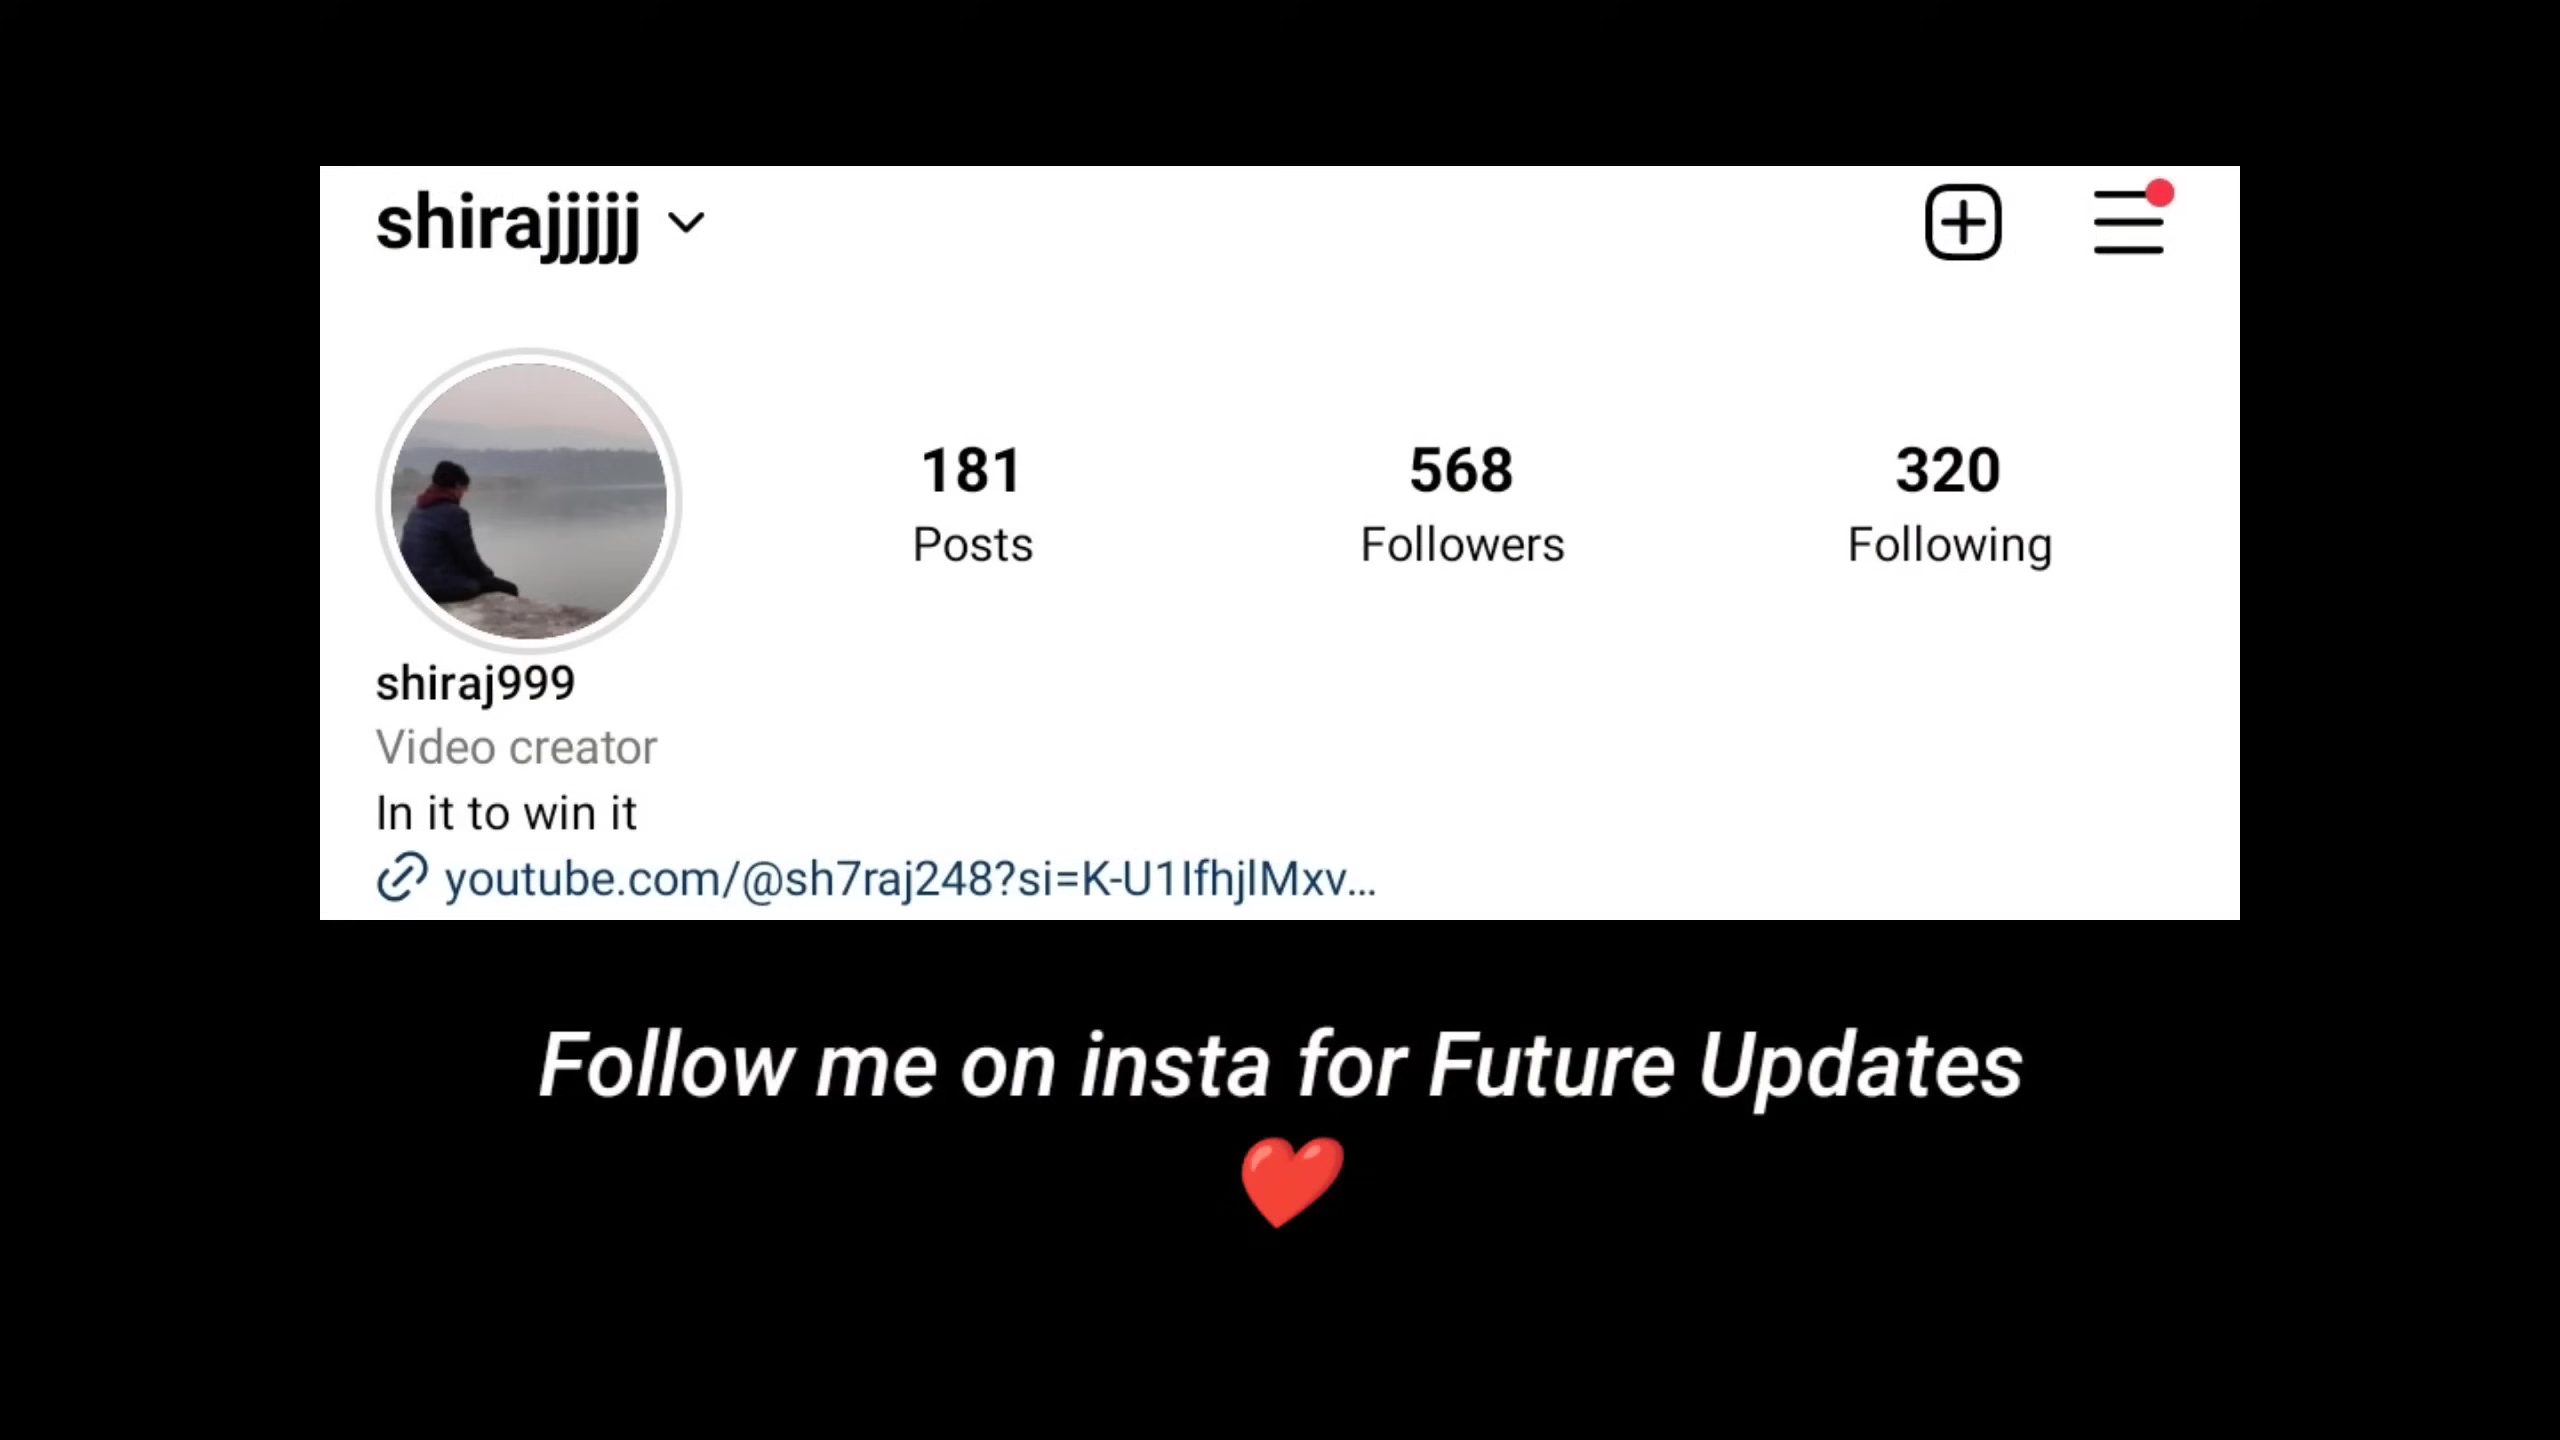 shirajjjjj
181 568 320
Posts Followers Following
shiraj999
Video creator
In it to win it
youtube.com/@sh7raj248?si=K-U1IfhjlMxv...
Follow me on insta for Future Updates
❤️